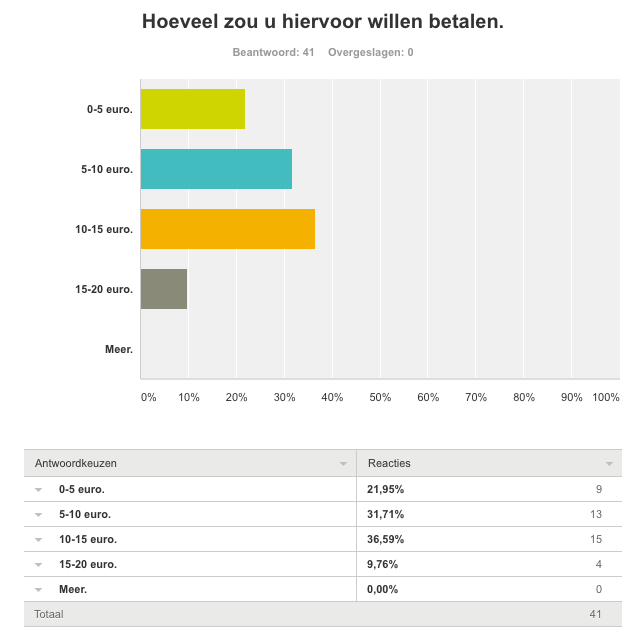 Hoeveel zou u hiervoor willen betalen.
Beantwoord: 41 Overgeslagen: 0
0-5 euro.
5-10 euro.
10-15 euro.
15-20 euro.
Meer.
0% 10% 20% 30% 40% 50% 60% 70% 80% 90% 100%
Antwoordkeuzen Reacties
0-5 euro. 21,95% 9
5-10 euro. 31,71% 13
10-15 euro. 36,59% 15
15-20 euro. 9,76% 4
Meer. 0,00% 0
Totaal 41